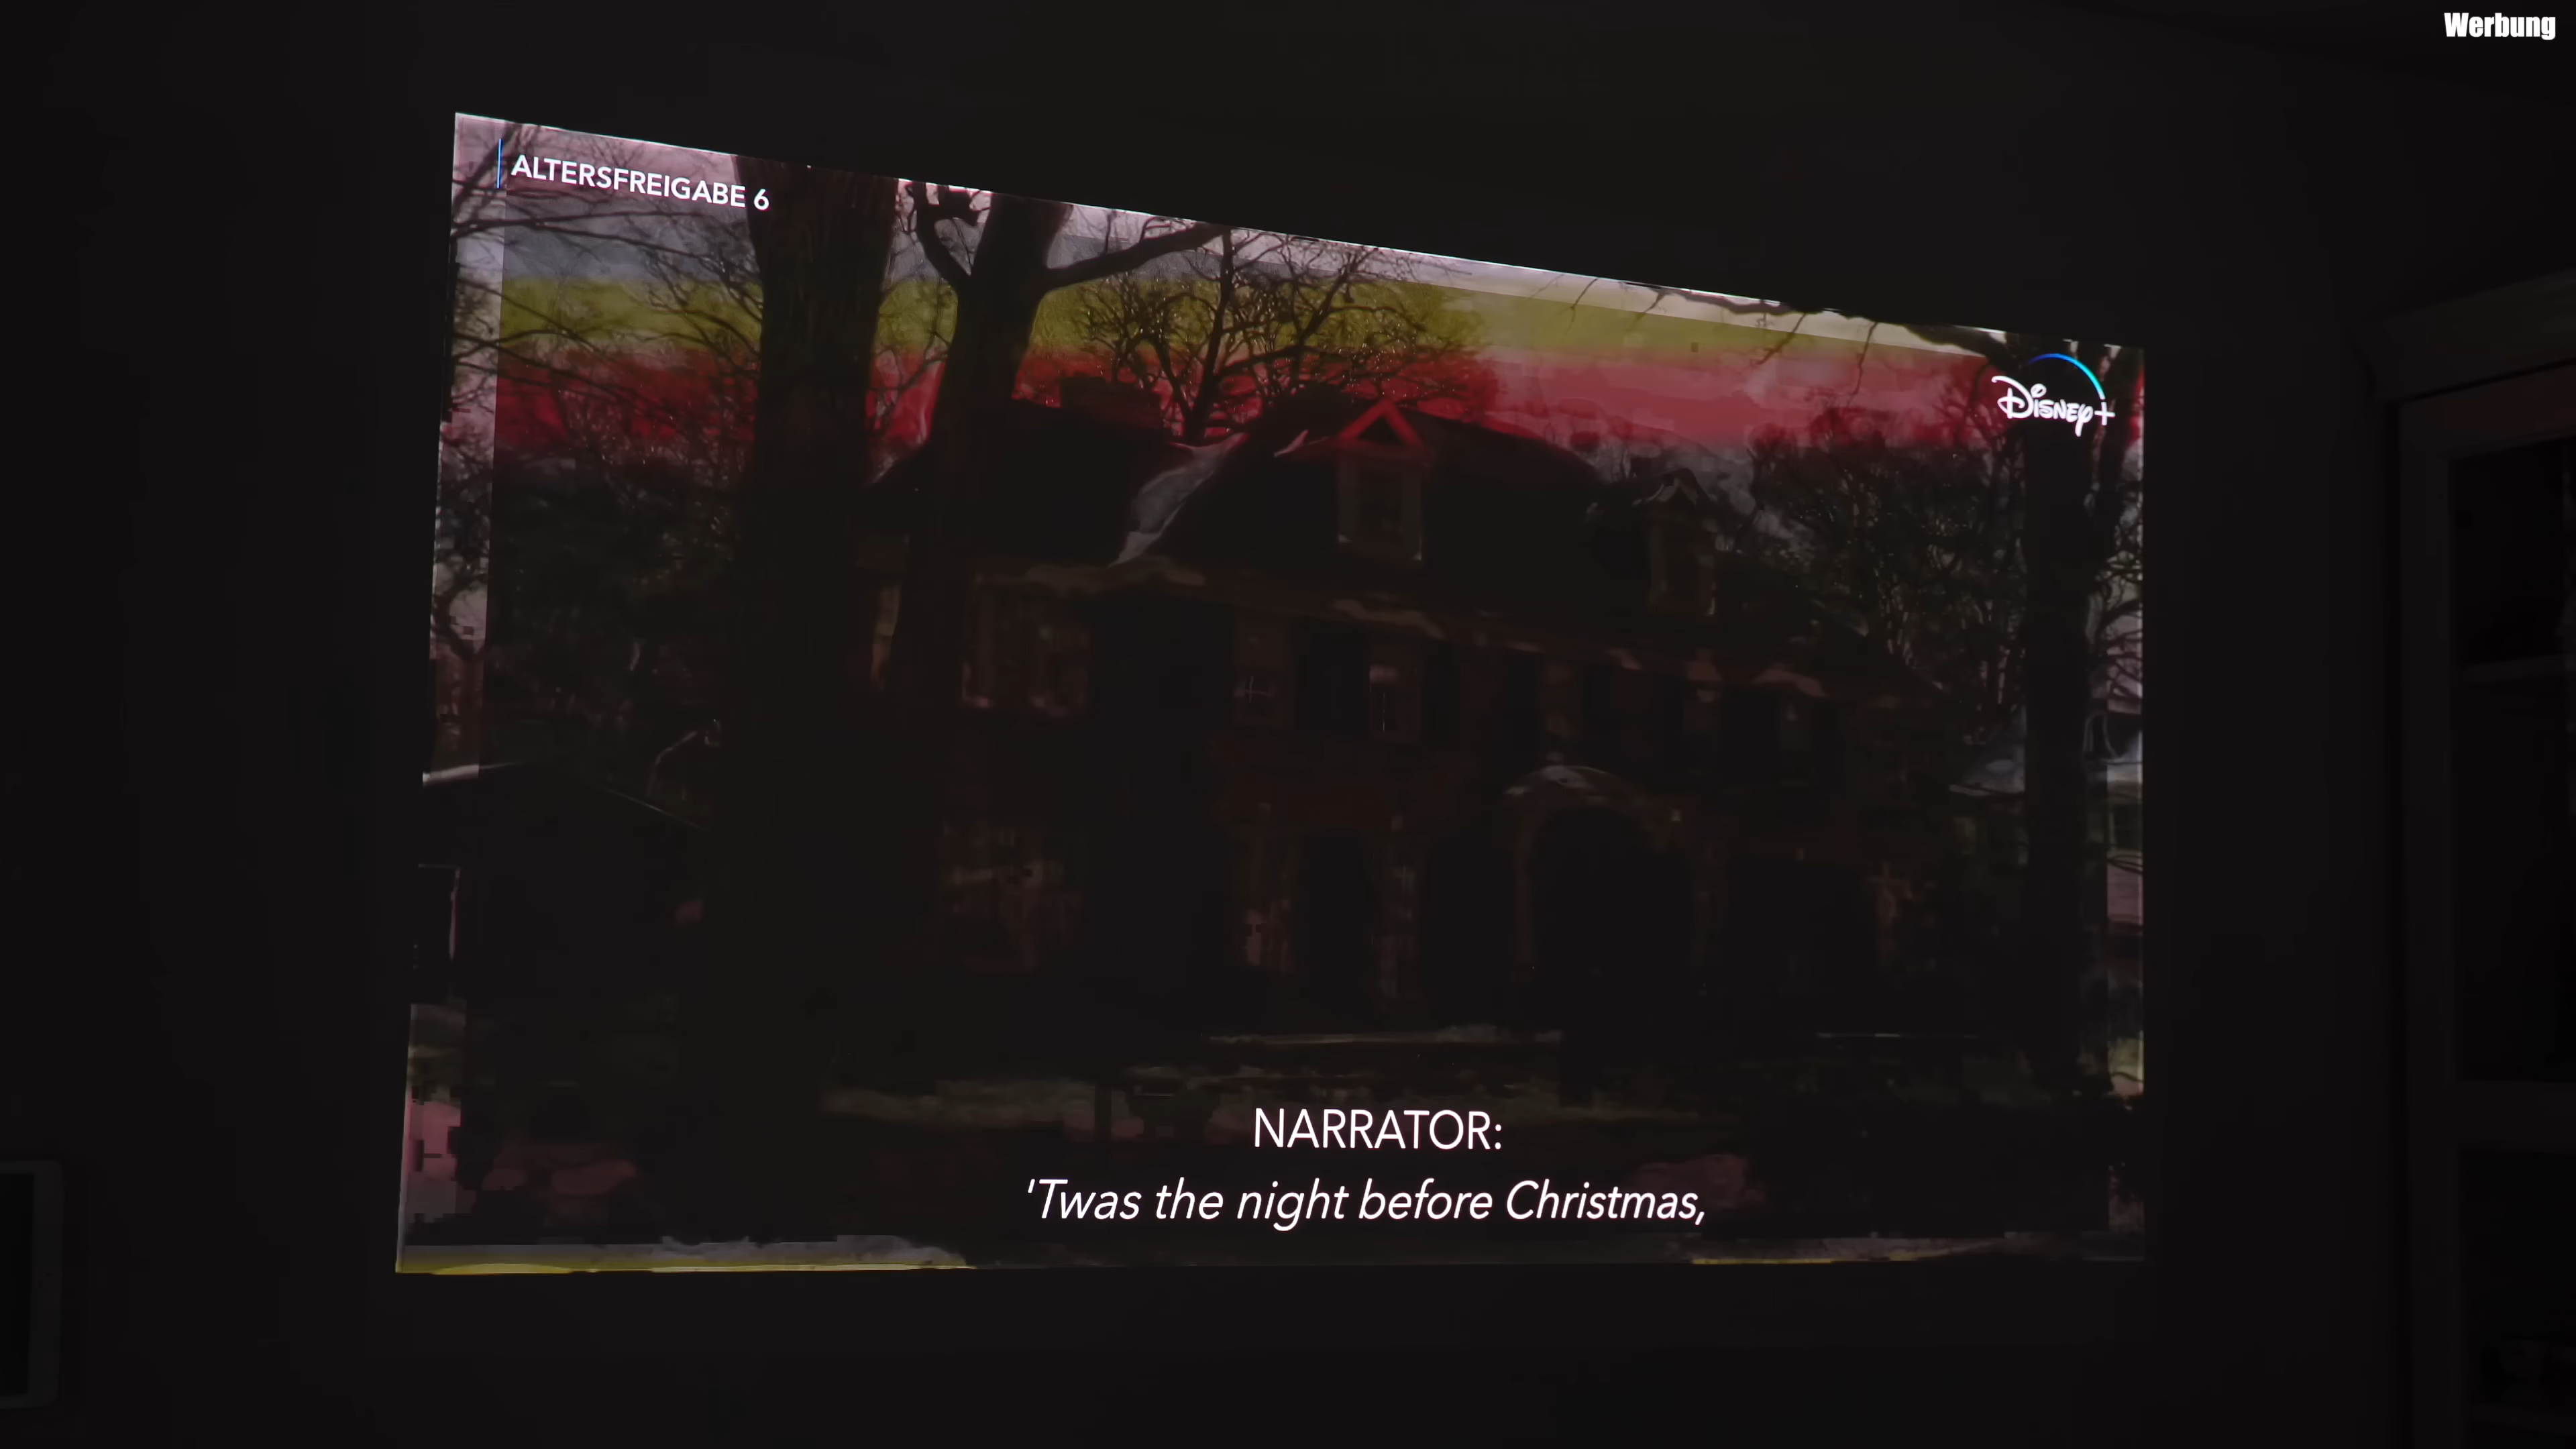 Werbung
ALTERSFREIGABE 6
Disney+
NARRATOR:
'Twas the night before Christmas,